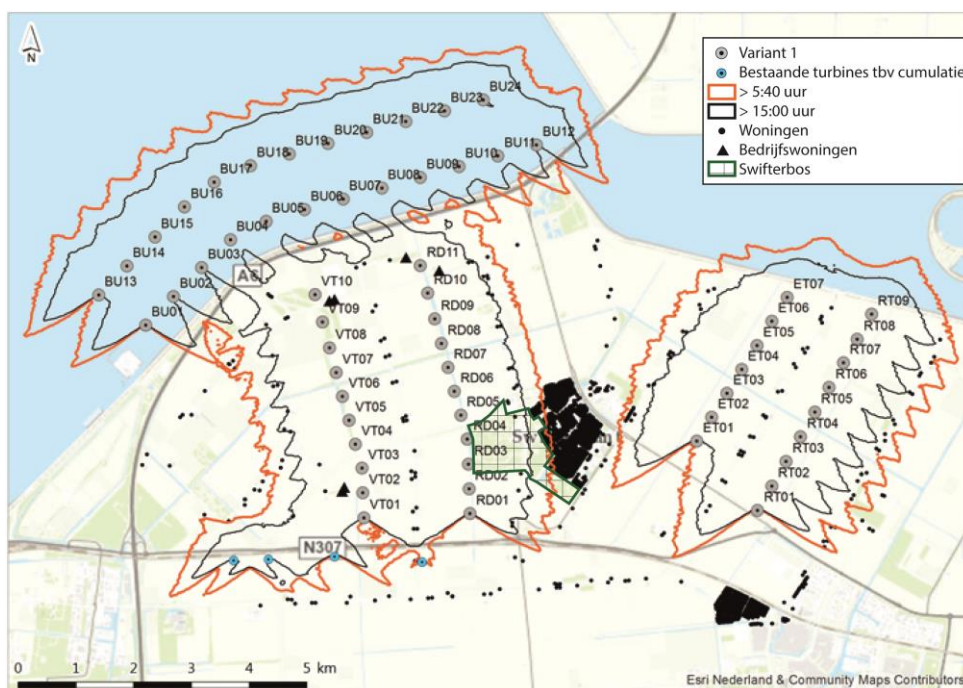 N
Variant 1
Bestaande turbines tbv cumulatie
> 5:40 uur
> 15:00 uur
Woningen
Bedrijfswoningen
Swifterbos
BU24
BU23
BU22
BU21
BU20
BU19
BU18
BU17
BU16
BU15
BU14
BU13
BU12
BU11
BU10
BU09
BU08
BU07
BU06
BU05
BU04
BU03
BU02
BU01
A6
VT10
VT09
VT08
VT07
VT06
VT05
VT04
VT03
VT02
VT01
RD11
RD10
RD09
RD08
RD07
RD06
RD05
RD04
RD03
RD02
RD01
ET07
ET06
ET05
ET04
ET03
ET02
ET01
RT09
RT08
RT07
RT06
RT05
RT04
RT03
RT02
RT01
N307
0 1 2 3 4 5 km
Esri Nederland & Community Maps Contributors